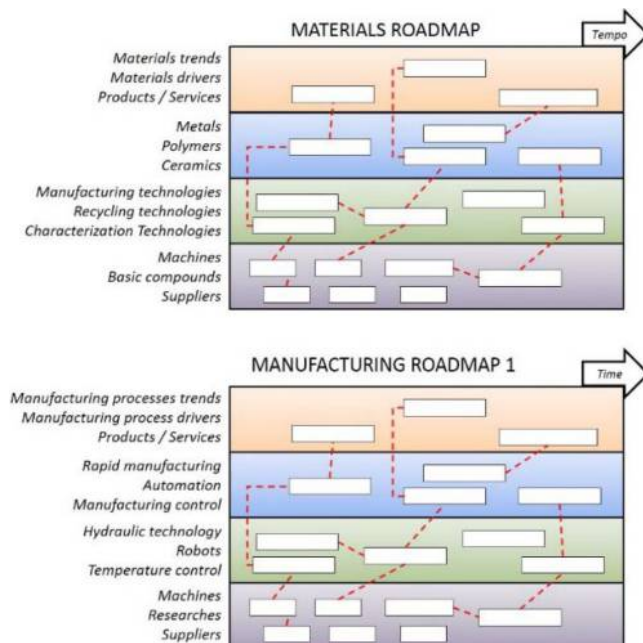 MATERIALS ROADMAP
Tempo
Materials trends
Materials drivers
Products / Services
Metals
Polymers
Ceramics
Manufacturing technologies
Recycling technologies
Characterization Technologies
Machines
Basic compounds
Suppliers
MANUFACTURING ROADMAP 1
Time
Manufacturing processes trends
Manufacturing process drivers
Products / Services
Rapid manufacturing
Automation
Manufacturing control
Hydraulic technology
Robots
Temperature control
Machines
Researches
Suppliers